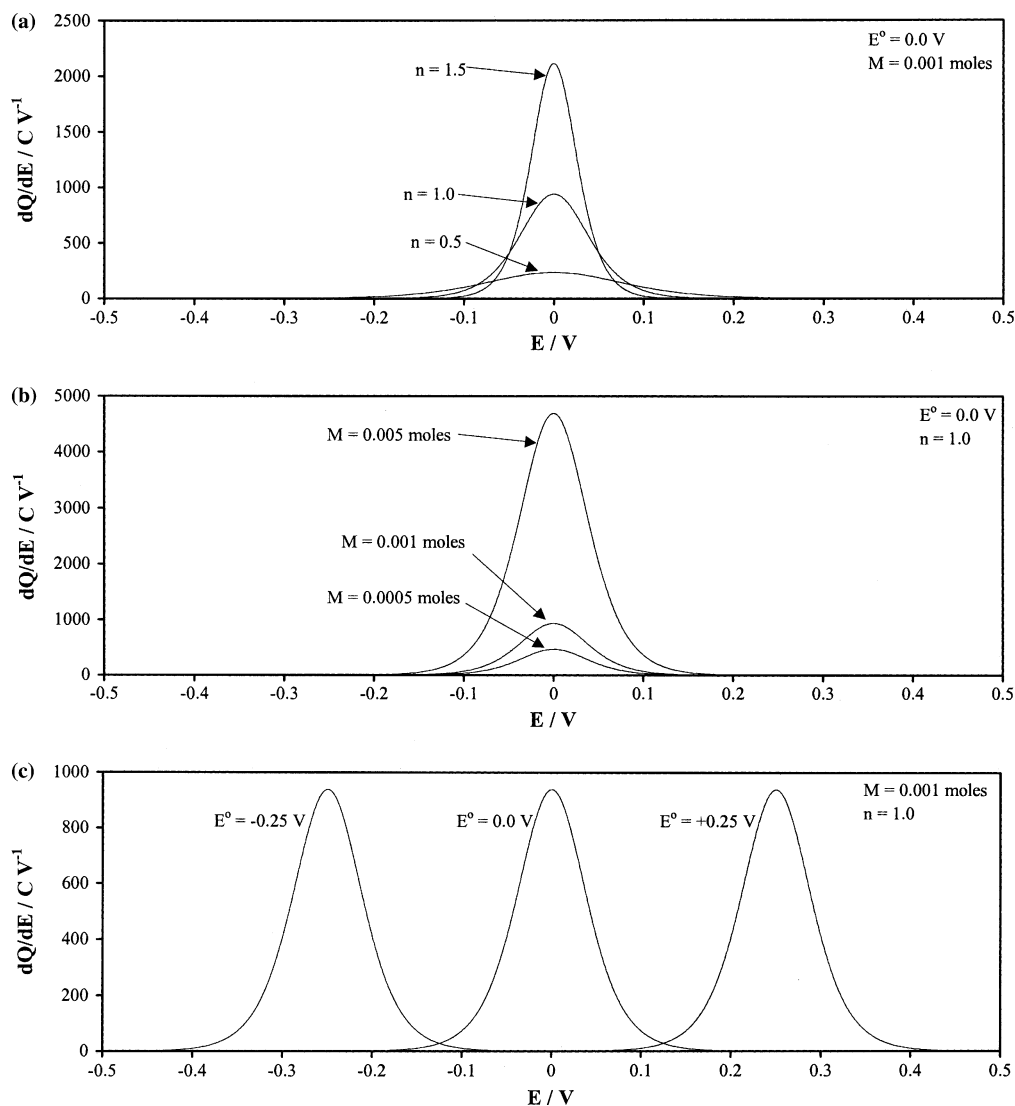 (a)
2500
2000
1500
1000
500
0
dQ/dE / C V⁻¹
E° = 0.0 V
M = 0.001 moles
n = 1.5
n = 1.0
n = 0.5
-0.5 -0.4 -0.3 -0.2 -0.1 0 0.1 0.2 0.3 0.4 0.5
E / V
(b)
5000
4000
3000
2000
1000
0
dQ/dE / C V⁻¹
E° = 0.0 V
n = 1.0
M = 0.005 moles
M = 0.001 moles
M = 0.0005 moles
-0.5 -0.4 -0.3 -0.2 -0.1 0 0.1 0.2 0.3 0.4 0.5
E / V
(c)
1000
800
600
400
200
0
dQ/dE / C V⁻¹
M = 0.001 moles
n = 1.0
E° = -0.25 V
E° = 0.0 V
E° = +0.25 V
-0.5 -0.4 -0.3 -0.2 -0.1 0 0.1 0.2 0.3 0.4 0.5
E / V